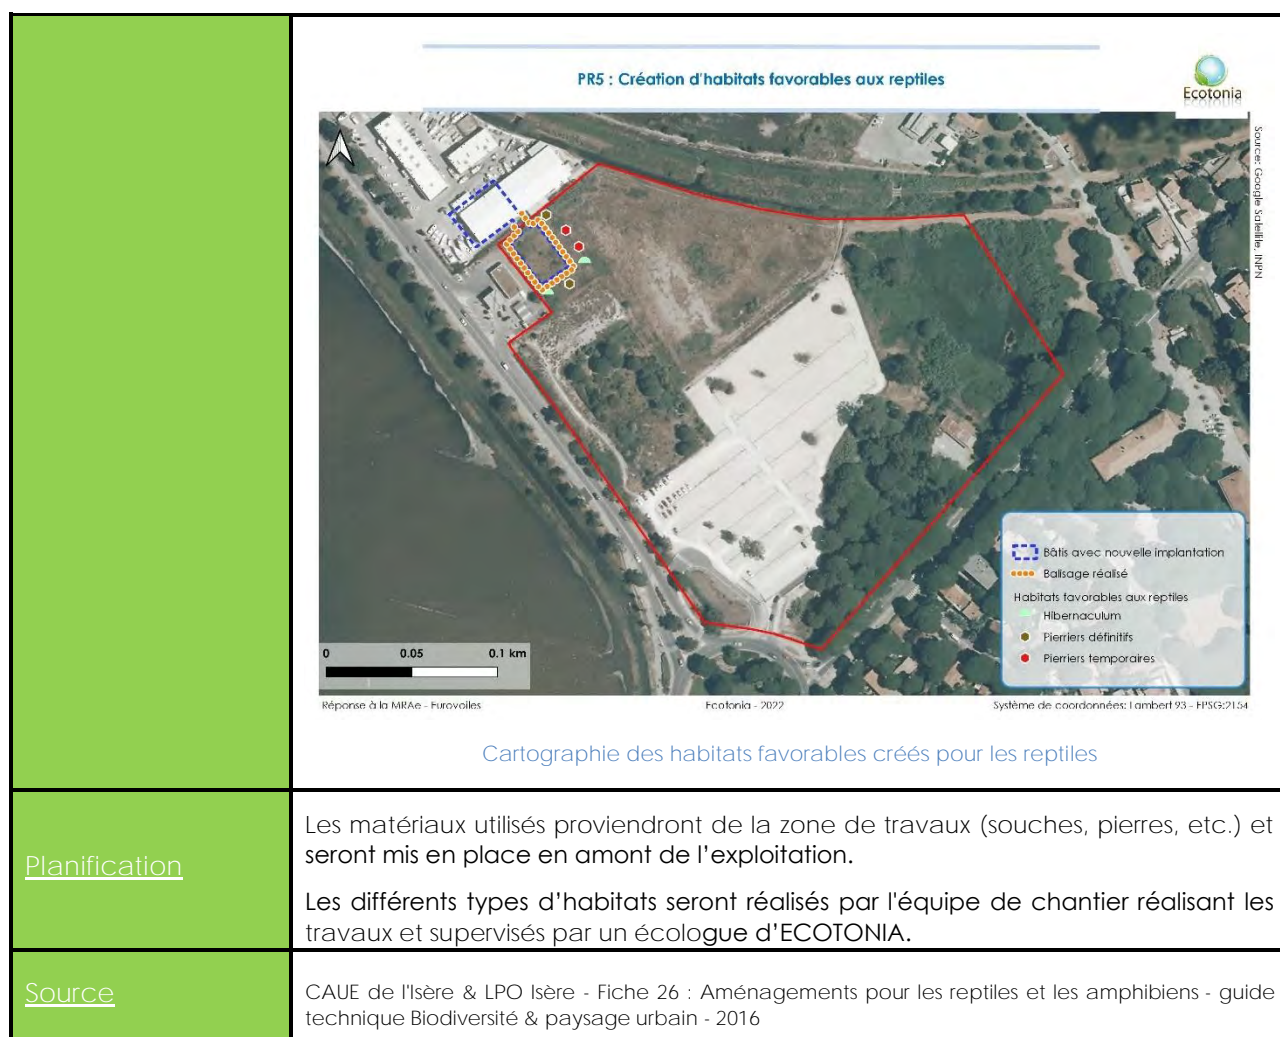 PR5 : Création d'habitats favorables aux reptiles
Ecotonia
Source: Google Satellite, INPN
Bâtis avec nouvelle implantation
Balisage réalisé
Habitats favorables aux reptiles
Hibernaculum
Pierriers définitifs
Pierriers temporaires
0 0.05 0.1 km
Réponse à la MRAe - Eurovoiles
Ecotonia - 2022
Système de coordonnées: Lambert 93 - EPSG:2154
Cartographie des habitats favorables créés pour les reptiles
Planification
Les matériaux utilisés proviendront de la zone de travaux (souches, pierres, etc.) et
seront mis en place en amont de l’exploitation.
Les différents types d’habitats seront réalisés par l'équipe de chantier réalisant les
travaux et supervisés par un écologue d’ECOTONIA.
Source
CAUE de l'Isère & LPO Isère - Fiche 26 : Aménagements pour les reptiles et les amphibiens - guide
technique Biodiversité & paysage urbain - 2016